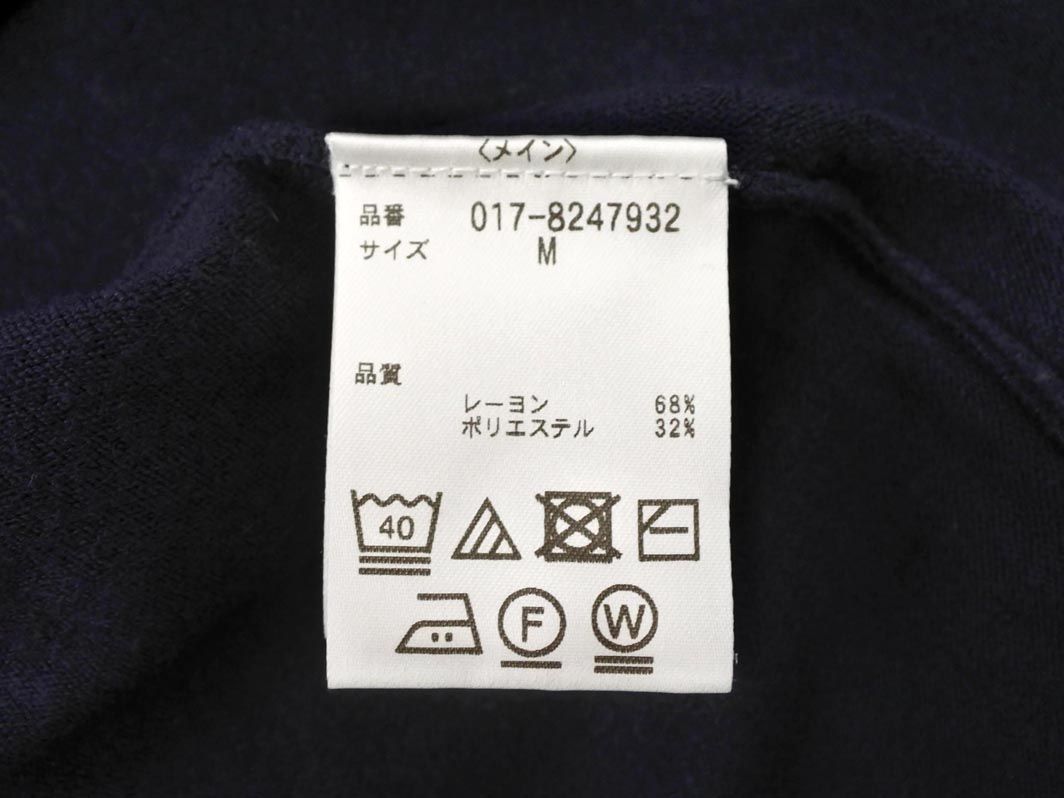 〈メイン〉
品番 017-8247932
サイズ M
品質
レーヨン 68%
ポリエステル 32%
40
F W